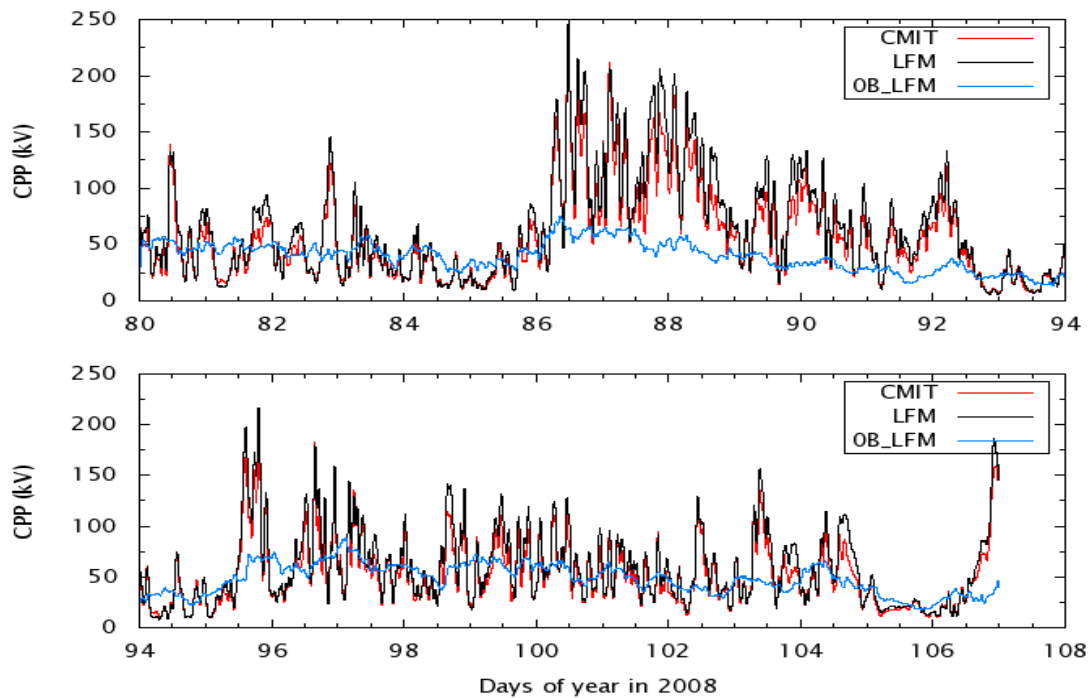 250
200
150
100
50
0
CPP (kV)
CMIT
LFM
OB_LFM
80 82 84 86 88 90 92 94
250
200
150
100
50
0
CPP (kV)
CMIT
LFM
OB_LFM
94 96 98 100 102 104 106 108
Days of year in 2008